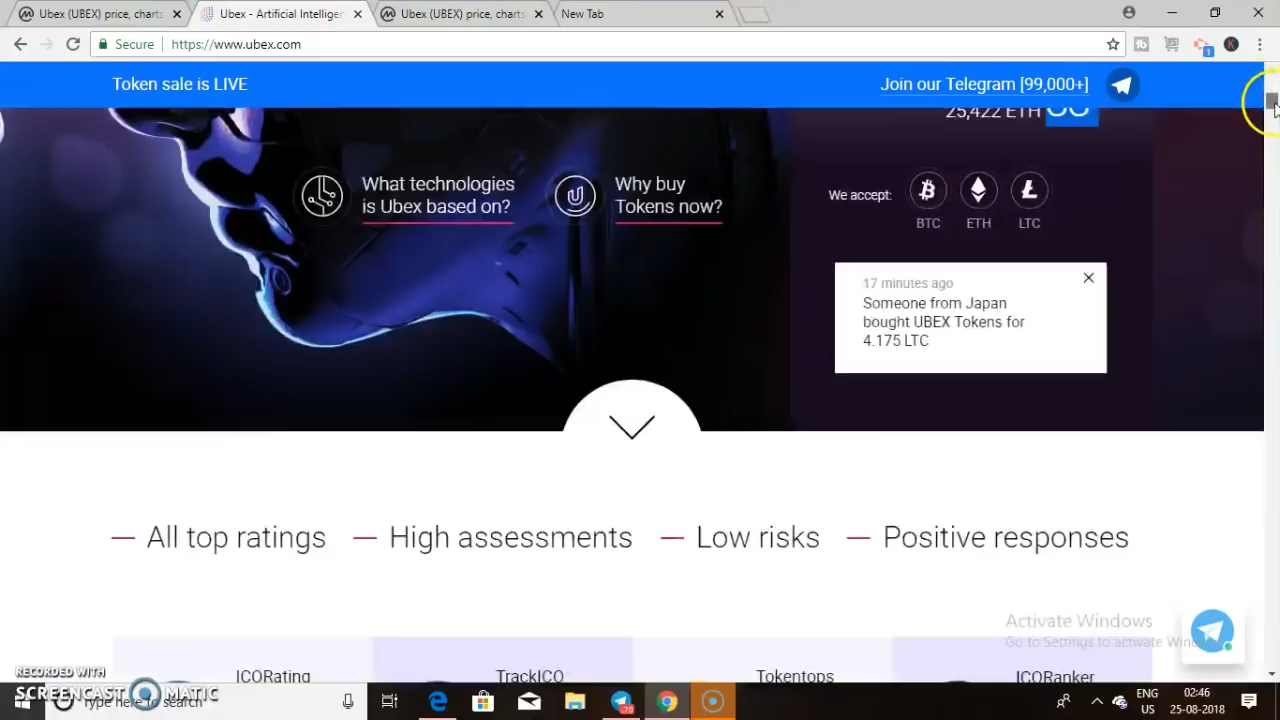 Ubex (UBEX) price, charts
Ubex - Artificial Intelliger
Ubex (UBEX) price, charts
New Tab
Secure
https://www.ubex.com
Token sale is LIVE
Join our Telegram [99,000+]
25,422 ETH
What technologies
is Ubex based on?
Why buy
Tokens now?
We accept:
BTC
ETH
LTC
17 minutes ago
Someone from Japan
bought UBEX Tokens for
4.175 LTC
— All top ratings
— High assessments
— Low risks
— Positive responses
Activate Windows
Go to Settings to activate Win
ICORating
TrackICO
Tokentops
ICORanker
RECORDED WITH
SCREENCAST MATIC
Type here to search
ENG
US
02:46
25-08-2018